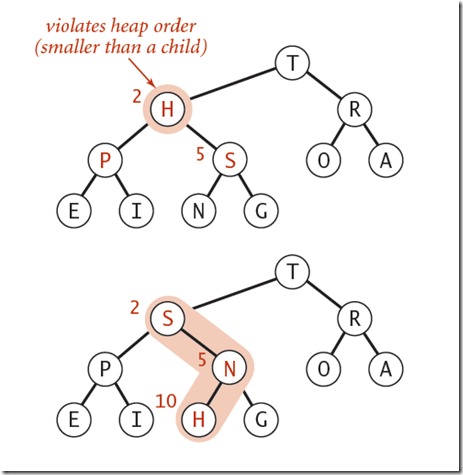 violates heap order
(smaller than a child)
T
2 H R
P 5 S O A
E I N G
T
2 S R
P 5 N O A
E I 10 H G